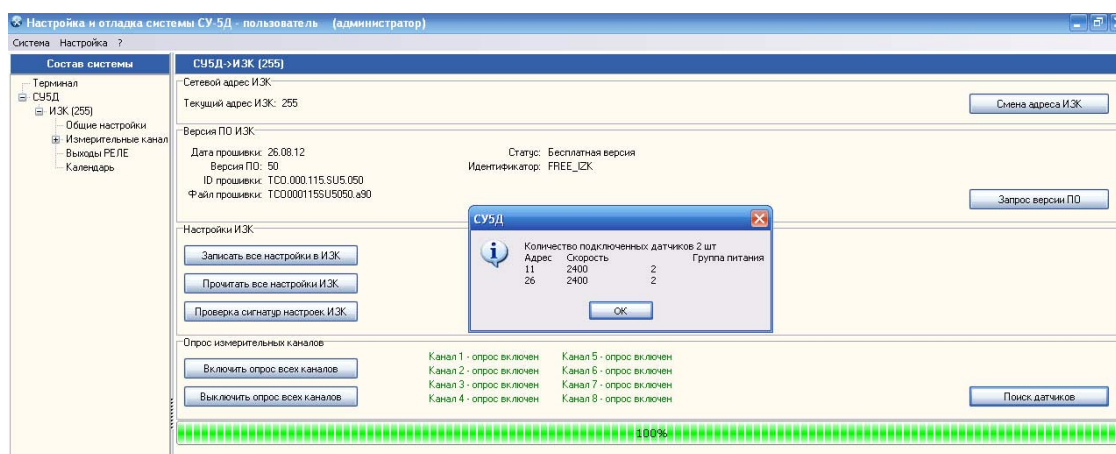 Настройка и отладка системы СУ-5Д - пользователь (администратор)
Система Настройка ?
Состав системы
СУ5Д->ИЗК (255)
Терминал
СУ5Д
ИЗК (255)
Общие настройки
Измерительные канал
Выходы РЕЛЕ
Календарь
Сетевой адрес ИЗК
Текущий адрес ИЗК: 255
Смена адреса ИЗК
Версия ПО ИЗК
Дата прошивки: 26.08.12
Статус: Бесплатная версия
Версия ПО: 50
Идентификатор: FREE_IZK
ID прошивки: TCO.000.115.SU5.050
Файл прошивки: TCO000115SU5050.a90
Запрос версии ПО
Настройки ИЗК
Записать все настройки в ИЗК
Прочитать все настройки ИЗК
Проверка сигнатур настроек ИЗК
СУ5Д
Количество подключенных датчиков 2 шт
Адрес Скорость Группа питания
11 2400 2
26 2400 2
OK
Опрос измерительных каналов
Включить опрос всех каналов
Выключить опрос всех каналов
Канал 1 - опрос включен Канал 5 - опрос включен
Канал 2 - опрос включен Канал 6 - опрос включен
Канал 3 - опрос включен Канал 7 - опрос включен
Канал 4 - опрос включен Канал 8 - опрос включен
Поиск датчиков
100%